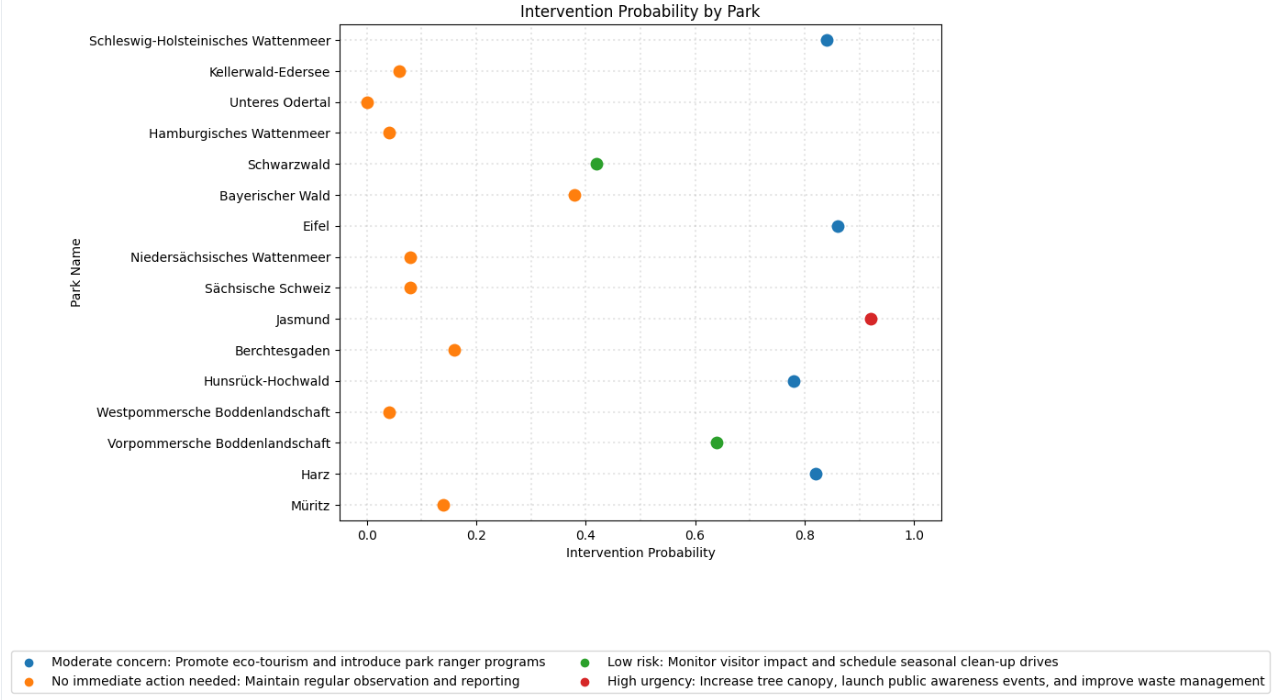 Intervention Probability by Park
Schleswig-Holsteinisches Wattenmeer
Kellerwald-Edersee
Unteres Odertal
Hamburgisches Wattenmeer
Schwarzwald
Bayerischer Wald
Eifel
Niedersächsisches Wattenmeer
Sächsische Schweiz
Jasmund
Berchtesgaden
Hunsrück-Hochwald
Westpommersche Boddenlandschaft
Vorpommersche Boddenlandschaft
Harz
Müritz
Park Name
0.0 0.2 0.4 0.6 0.8 1.0
Intervention Probability
Moderate concern: Promote eco-tourism and introduce park ranger programs
No immediate action needed: Maintain regular observation and reporting
Low risk: Monitor visitor impact and schedule seasonal clean-up drives
High urgency: Increase tree canopy, launch public awareness events, and improve waste management